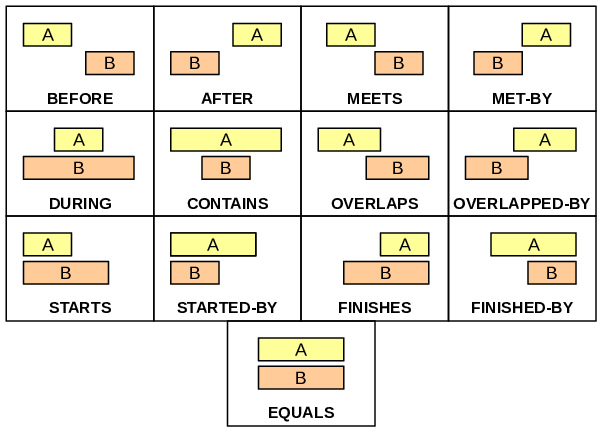 A
B
BEFORE
A
B
AFTER
A
B
MEETS
A
B
MET-BY
A
B
DURING
A
B
CONTAINS
A
B
OVERLAPS
A
B
OVERLAPPED-BY
A
B
STARTS
A
B
STARTED-BY
A
B
FINISHES
A
B
FINISHED-BY
A
B
EQUALS